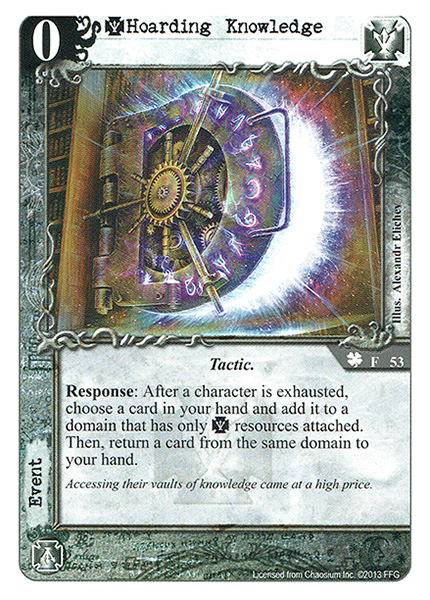 0
Hoarding Knowledge
Illus. Alexandr Elichev
F 53
Tactic.
Response: After a character is exhausted,
choose a card in your hand and add it to a
domain that has only resources attached.
Then, return a card from the same domain to
your hand.
Accessing their vaults of knowledge came at a high price.
Event
Licensed from Chaosium Inc. ©2013 FFG